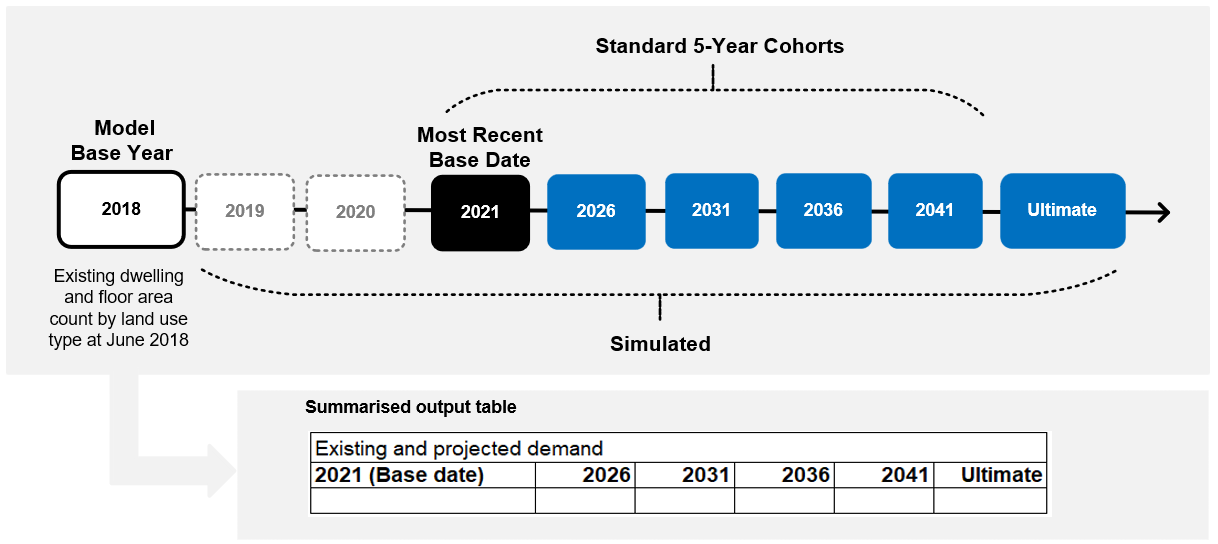 Standard 5-Year Cohorts
Model
Base Year
Most Recent
Base Date
2018
2019
2020
2021
2026
2031
2036
2041
Ultimate
Existing dwelling
and floor area
count by land use
type at June 2018
Simulated
Summarised output table
Existing and projected demand
2021 (Base date) 2026 2031 2036 2041 Ultimate